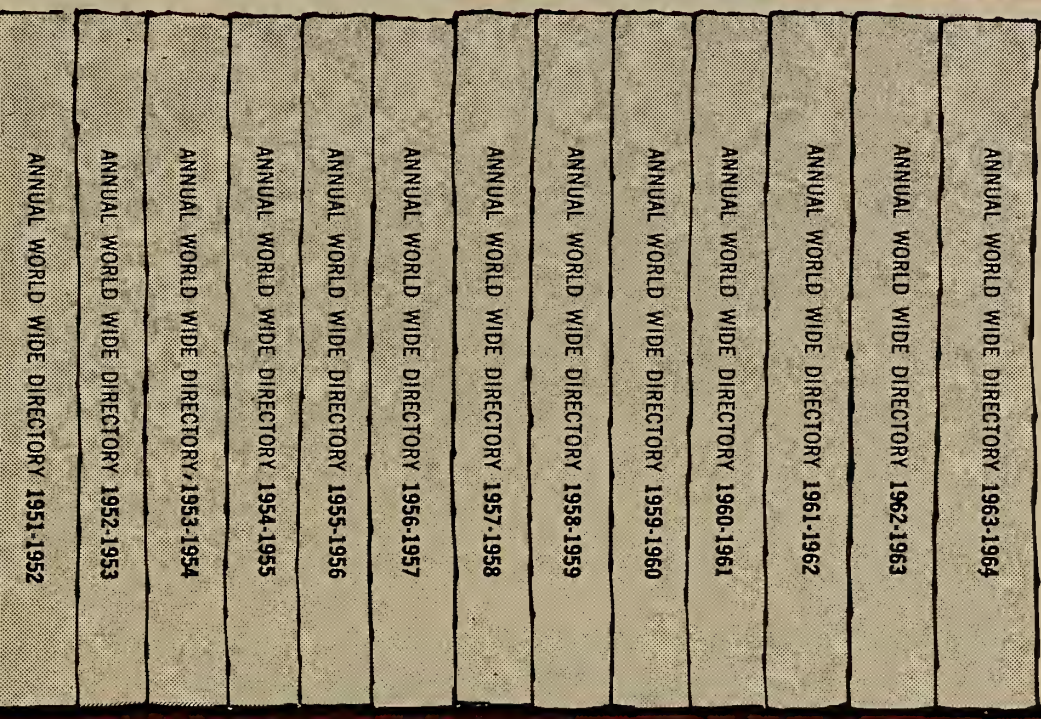 ANNUAL WORLD WIDE DIRECTORY 1951-1952
ANNUAL WORLD WIDE DIRECTORY 1952-1953
ANNUAL WORLD WIDE DIRECTORY 1953-1954
ANNUAL WORLD WIDE DIRECTORY 1954-1955
ANNUAL WORLD WIDE DIRECTORY 1955-1956
ANNUAL WORLD WIDE DIRECTORY 1956-1957
ANNUAL WORLD WIDE DIRECTORY 1957-1958
ANNUAL WORLD WIDE DIRECTORY 1958-1959
ANNUAL WORLD WIDE DIRECTORY 1959-1960
ANNUAL WORLD WIDE DIRECTORY 1960-1961
ANNUAL WORLD WIDE DIRECTORY 1961-1962
ANNUAL WORLD WIDE DIRECTORY 1962-1963
ANNUAL WORLD WIDE DIRECTORY 1963-1964